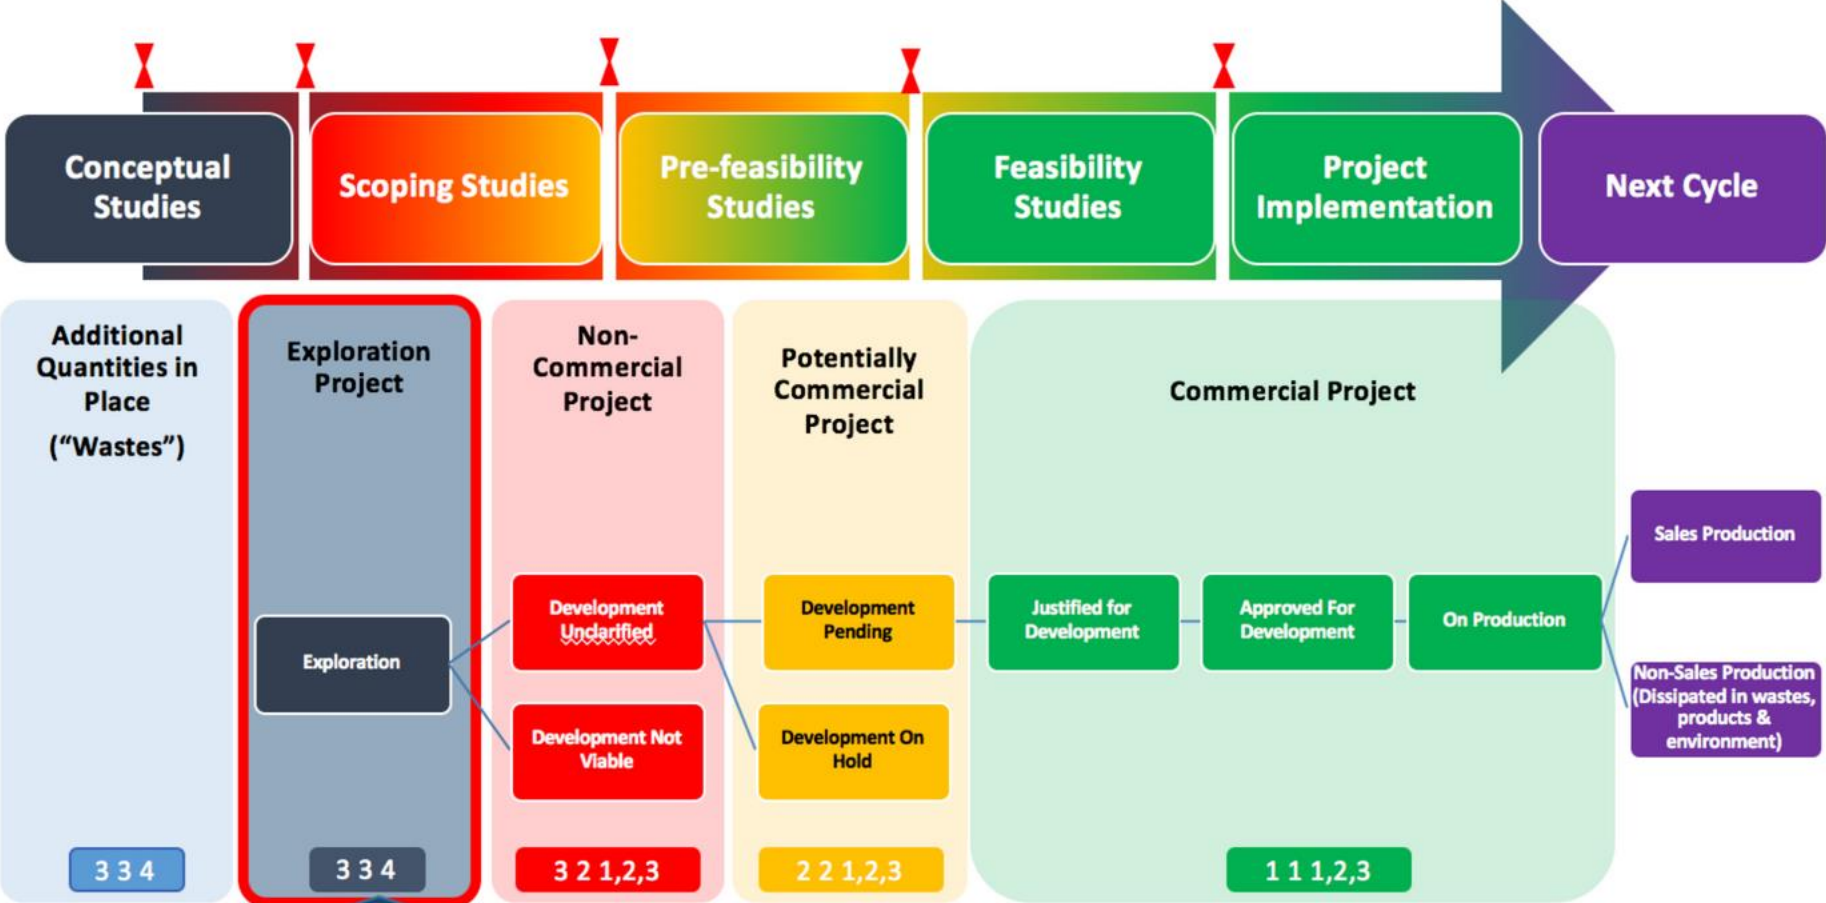 Conceptual
Studies
Scoping Studies
Pre-feasibility
Studies
Feasibility
Studies
Project
Implementation
Next Cycle
Additional
Quantities in
Place
(“Wastes”)
Exploration
Project
Non-
Commercial
Project
Potentially
Commercial
Project
Commercial Project
Exploration
Development
Unclarified
Development Not
Viable
Development
Pending
Development On
Hold
Justified for
Development
Approved For
Development
On Production
Sales Production
Non-Sales Production
(Dissipated in wastes,
products &
environment)
3 3 4
3 3 4
3 2 1,2,3
2 2 1,2,3
1 1 1,2,3